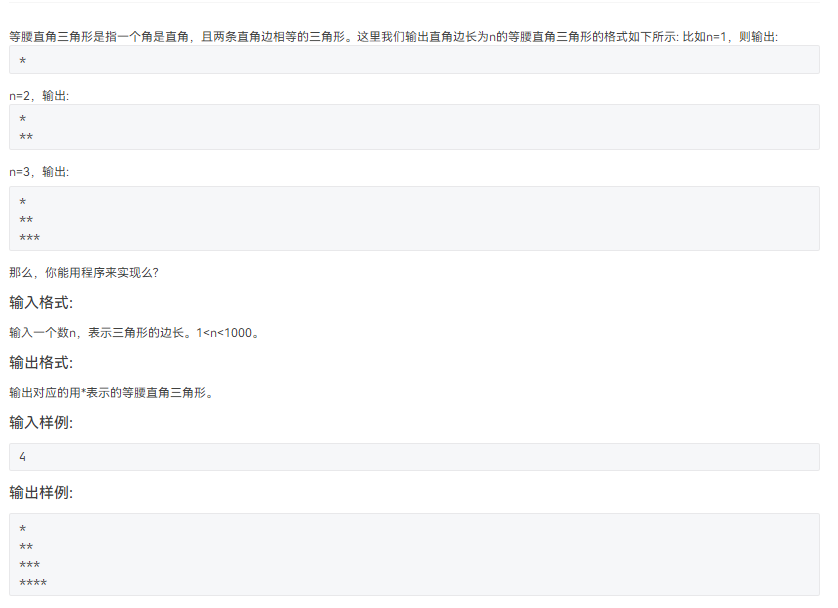 等腰直角三角形是指一个角是直角，且两条直角边相等的三角形。这里我们输出直角边长为n的等腰直角三角形的格式如下所示: 比如n=1，则输出:
*
n=2，输出:
*
**
n=3，输出:
*
**
***
那么，你能用程序来实现么?
输入格式:
输入一个数n，表示三角形的边长。1<n<1000。
输出格式:
输出对应的用*表示的等腰直角三角形。
输入样例:
4
输出样例:
*
**
***
****